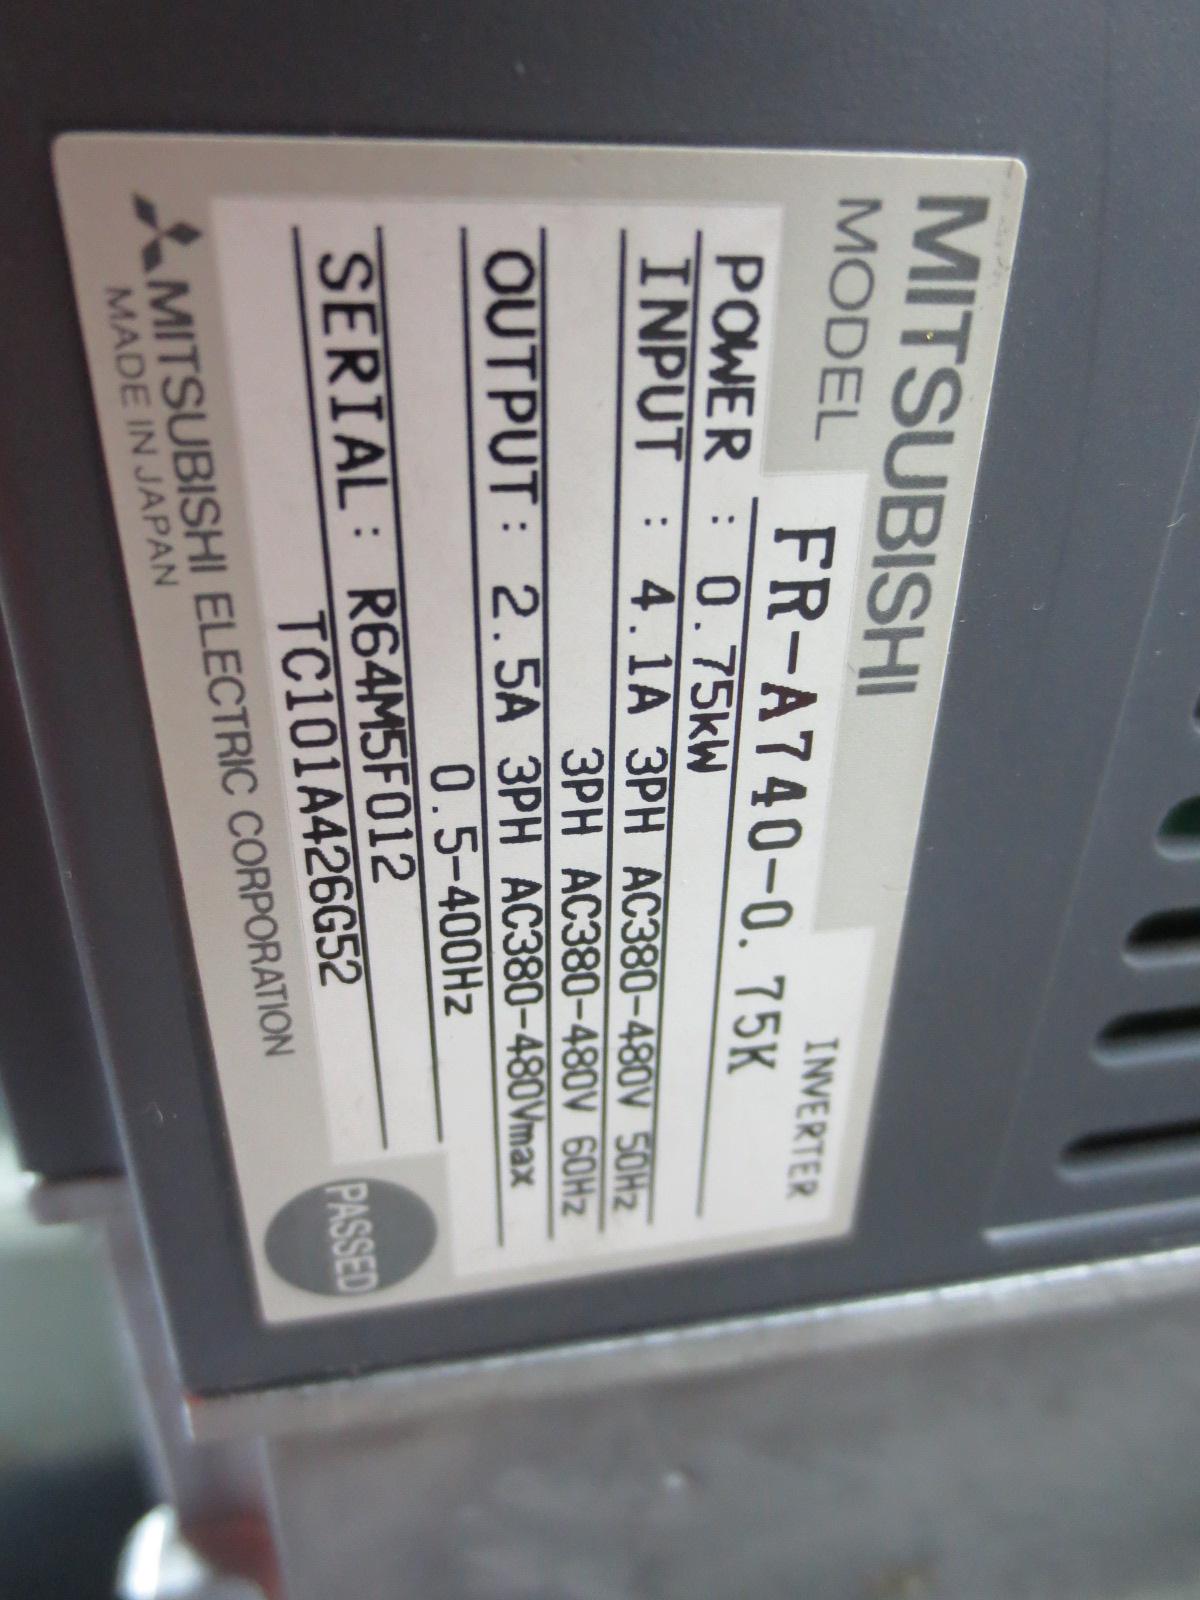 MITSUBISHI
INVERTER
MODEL FR-A740-0.75K
POWER : 0.75kW
INPUT : 4.1A 3PH AC380-480V 50Hz
3PH AC380-480V 60Hz
OUTPUT: 2.5A 3PH AC380-480Vmax
0.5-400Hz
SERIAL: R64M5F012
TC101A426G52
PASSED
MITSUBISHI ELECTRIC CORPORATION
MADE IN JAPAN